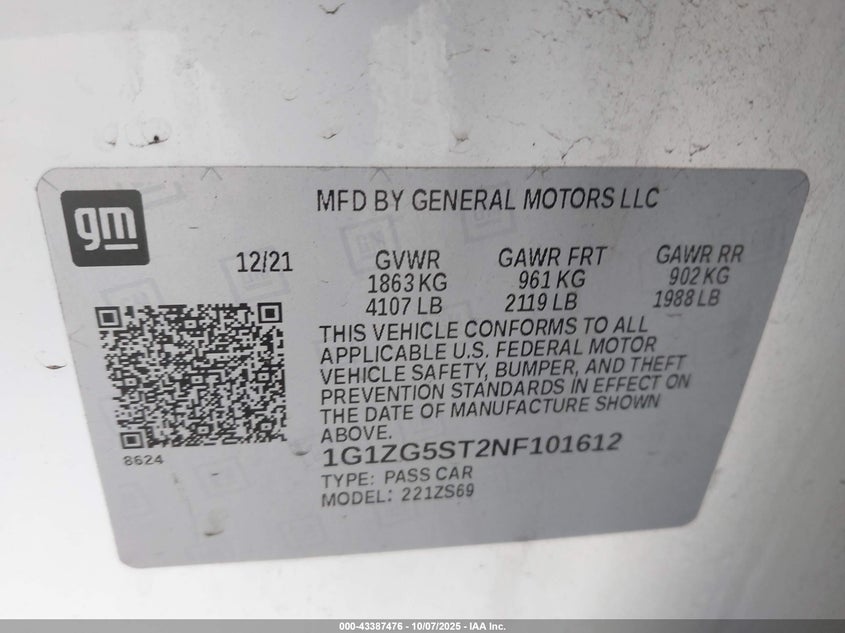 gm
MFD BY GENERAL MOTORS LLC
12/21
GVWR
1863 KG
4107 LB
GAWR FRT
961 KG
2119 LB
GAWR RR
902 KG
1988 LB
THIS VEHICLE CONFORMS TO ALL
APPLICABLE U.S. FEDERAL MOTOR
VEHICLE SAFETY, BUMPER, AND THEFT
PREVENTION STANDARDS IN EFFECT ON
THE DATE OF MANUFACTURE SHOWN
ABOVE.
8624
1G1ZG5ST2NF101612
TYPE: PASS CAR
MODEL: 221ZS69
000-43387476 - 10/07/2025 - IAA Inc.